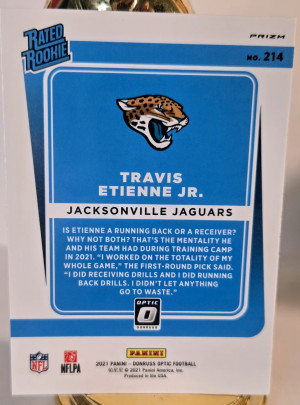 RATED
ROOKIE
PRIZM
NO. 214
TRAVIS
ETIENNE JR.
JACKSONVILLE JAGUARS
IS ETIENNE A RUNNING BACK OR A RECEIVER?
WHY NOT BOTH? THAT'S THE MENTALITY HE
AND HIS TEAM HAD DURING TRAINING CAMP
IN 2021. "I WORKED ON THE TOTALITY OF MY
WHOLE GAME," THE FIRST-ROUND PICK SAID.
"I DID RECEIVING DRILLS AND I DID RUNNING
BACK DRILLS. I DIDN'T LET ANYTHING
GO TO WASTE."
OPTIC
DONRUSS
NFL
NFLPA
PANINI
2021 PANINI - DONRUSS OPTIC FOOTBALL
© 2021 Panini America, Inc.
Produced in the USA.